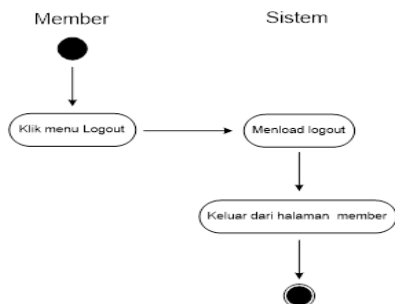 Member
Sistem
Klik menu Logout
Menload logout
Keluar dari halaman member